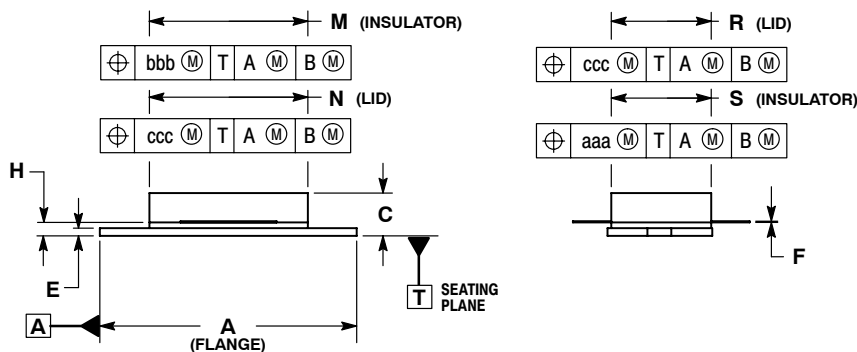 M (INSULATOR)
⌖ bbb Ⓜ T A Ⓜ B Ⓜ
N (LID)
⌖ ccc Ⓜ T A Ⓜ B Ⓜ
R (LID)
⌖ ccc Ⓜ T A Ⓜ B Ⓜ
S (INSULATOR)
⌖ aaa Ⓜ T A Ⓜ B Ⓜ
H
C
E
F
T SEATING
PLANE
A
A
(FLANGE)